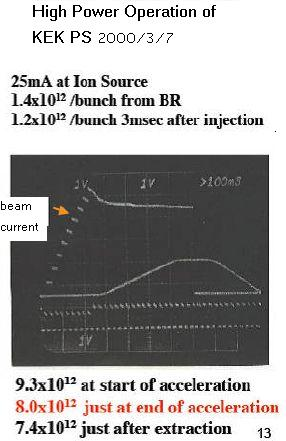 High Power Operation of
KEK PS 2000/3/7
25mA at Ion Source
1.4x10¹² /bunch from BR
1.2x10¹² /bunch 3msec after injection
1V 1V >100mS
beam
current
1V
9.3x10¹² at start of acceleration
8.0x10¹² just at end of acceleration
7.4x10¹² just after extraction
13